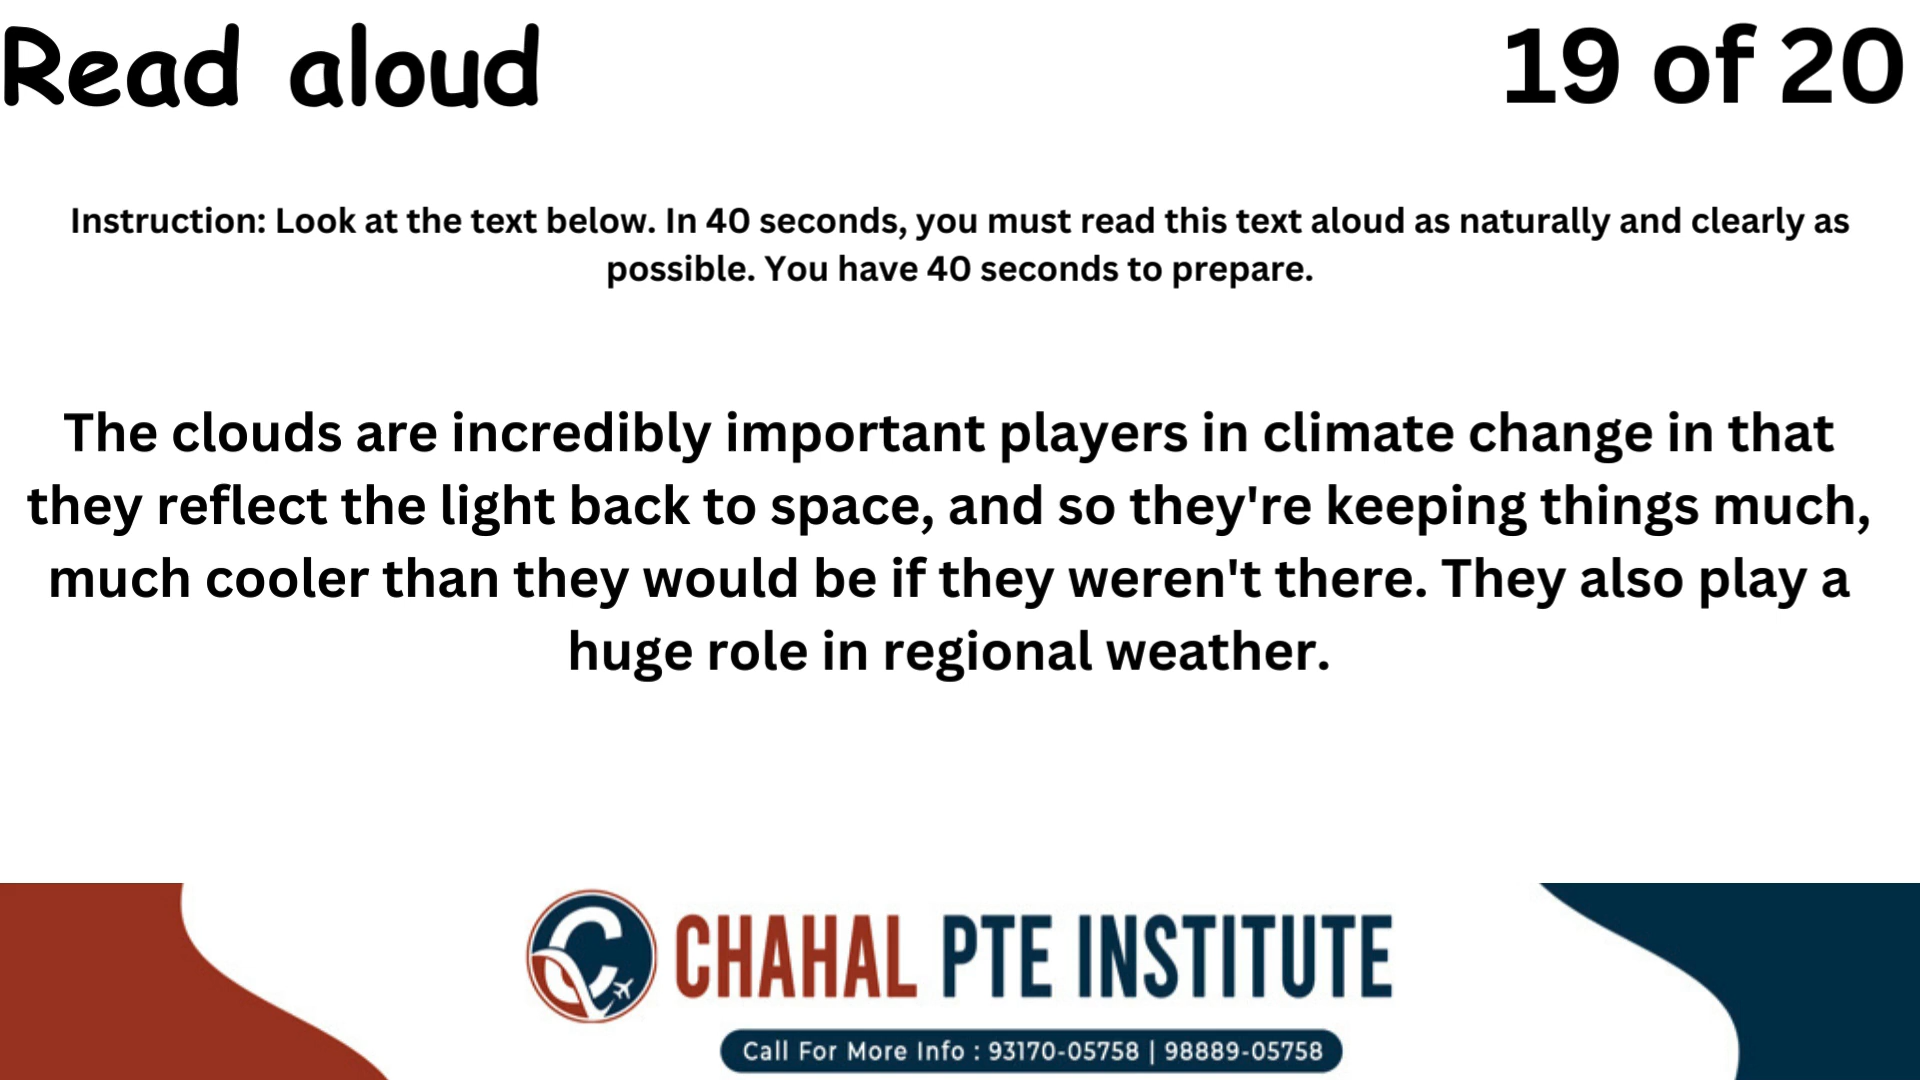 Read aloud
19 of 20
Instruction: Look at the text below. In 40 seconds, you must read this text aloud as naturally and clearly as
possible. You have 40 seconds to prepare.
The clouds are incredibly important players in climate change in that
they reflect the light back to space, and so they're keeping things much,
much cooler than they would be if they weren't there. They also play a
huge role in regional weather.
CHAHAL PTE INSTITUTE
Call For More Info : 93170-05758 | 98889-05758